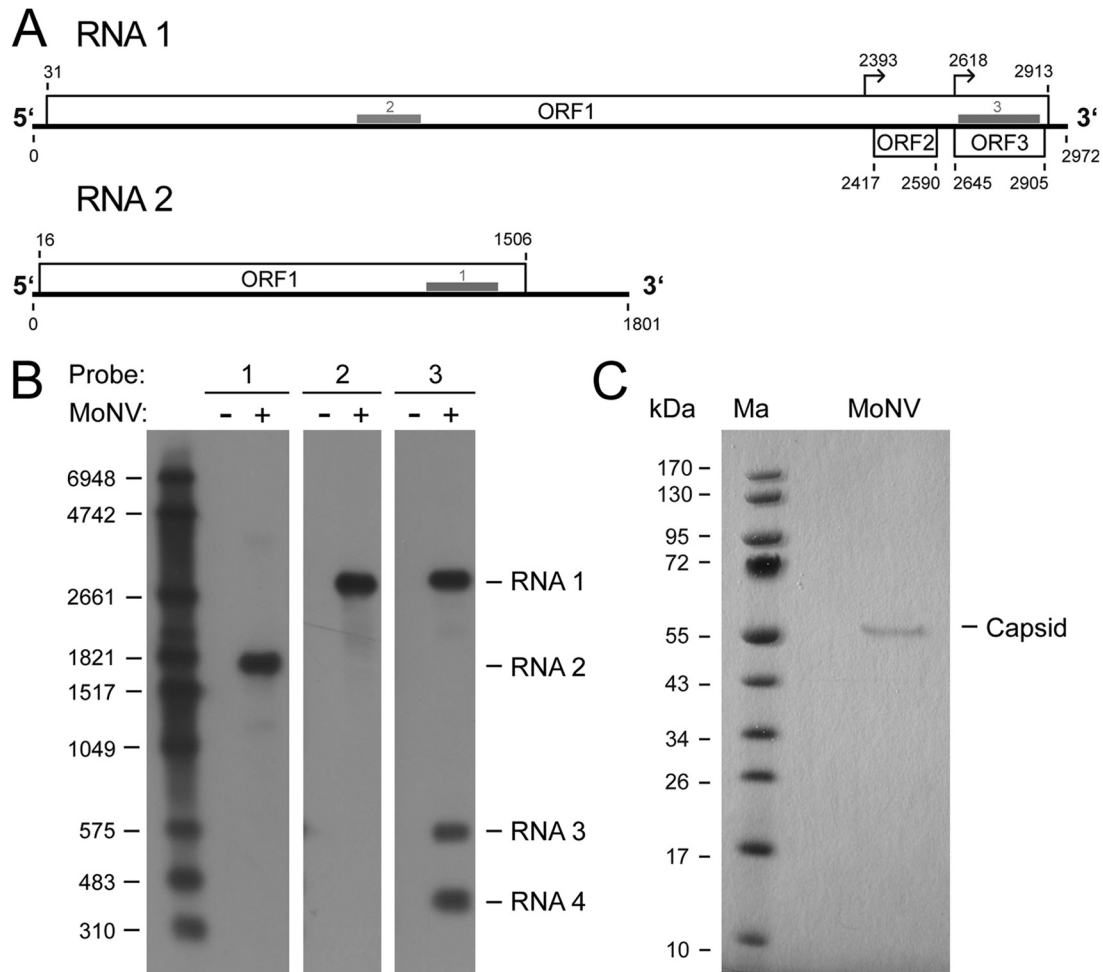 A RNA 1
31 2393 2618 2913
2 ORF1 3
5‘ 3‘
0 ORF2 ORF3 2972
2417 2590 2645 2905
RNA 2
16 1506
ORF1 1
5‘ 3‘
0 1801
B Probe: 1 2 3
MoNV: - + - + - +
6948
4742
2661
1821
1517
1049
575
483
310
RNA 1
RNA 2
RNA 3
RNA 4
C
kDa Ma MoNV
170
130
95
72
55
43
34
26
17
10
Capsid